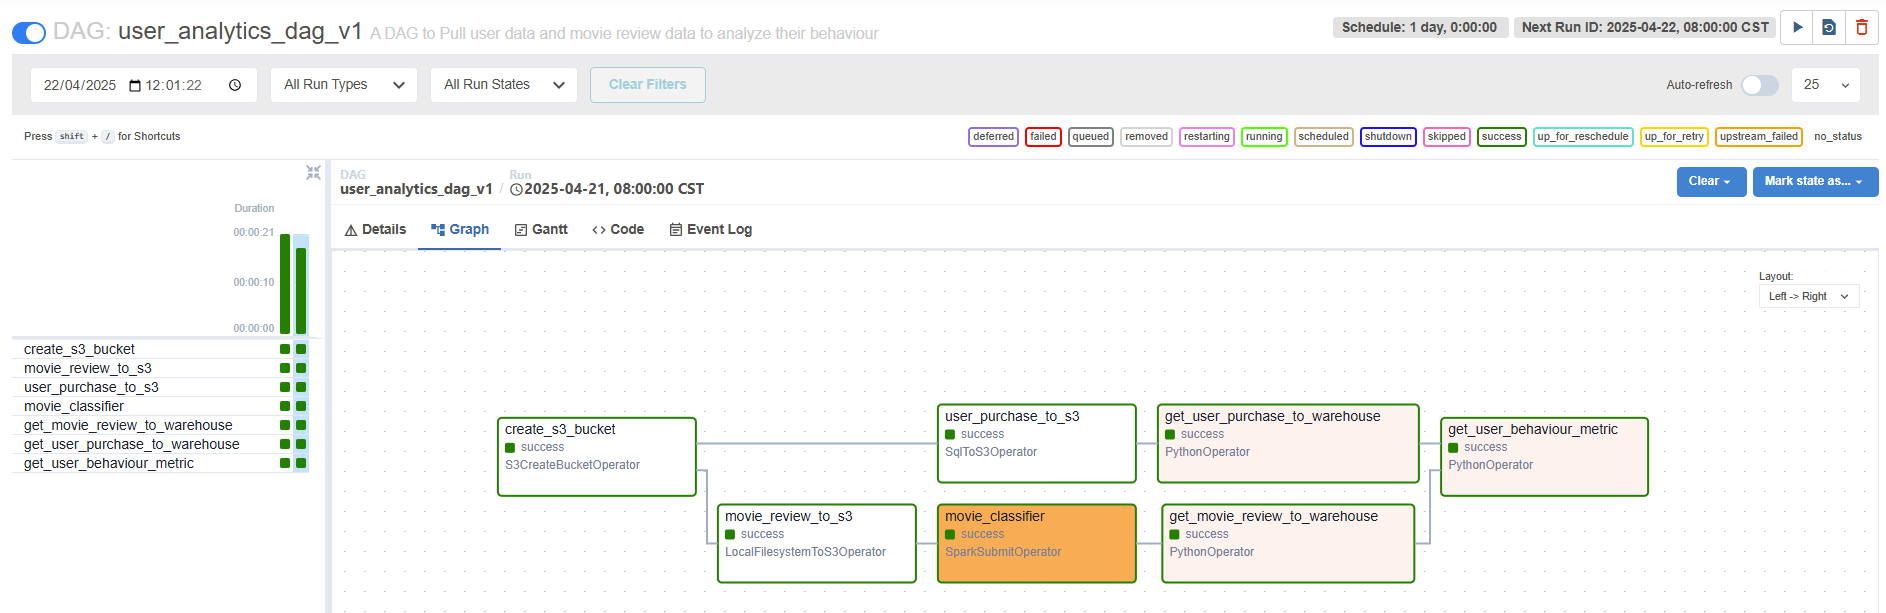 DAG: user_analytics_dag_v1 A DAG to Pull user data and movie review data to analyze their behaviour
Schedule: 1 day, 0:00:00
Next Run ID: 2025-04-22, 08:00:00 CST
22/04/2025 12:01:22
All Run Types
All Run States
Clear Filters
Auto-refresh
25
Press shift + / for Shortcuts
deferred
failed
queued
removed
restarting
running
scheduled
shutdown
skipped
success
up_for_reschedule
up_for_retry
upstream_failed
no_status
DAG
user_analytics_dag_v1
/
Run
2025-04-21, 08:00:00 CST
Clear
Mark state as...
Duration
00:00:21
00:00:10
00:00:00
create_s3_bucket
movie_review_to_s3
user_purchase_to_s3
movie_classifier
get_movie_review_to_warehouse
get_user_purchase_to_warehouse
get_user_behaviour_metric
Details
Graph
Gantt
Code
Event Log
Layout:
Left -> Right
create_s3_bucket
success
S3CreateBucketOperator
user_purchase_to_s3
success
SqlToS3Operator
get_user_purchase_to_warehouse
success
PythonOperator
get_user_behaviour_metric
success
PythonOperator
movie_review_to_s3
success
LocalFilesystemToS3Operator
movie_classifier
success
SparkSubmitOperator
get_movie_review_to_warehouse
success
PythonOperator